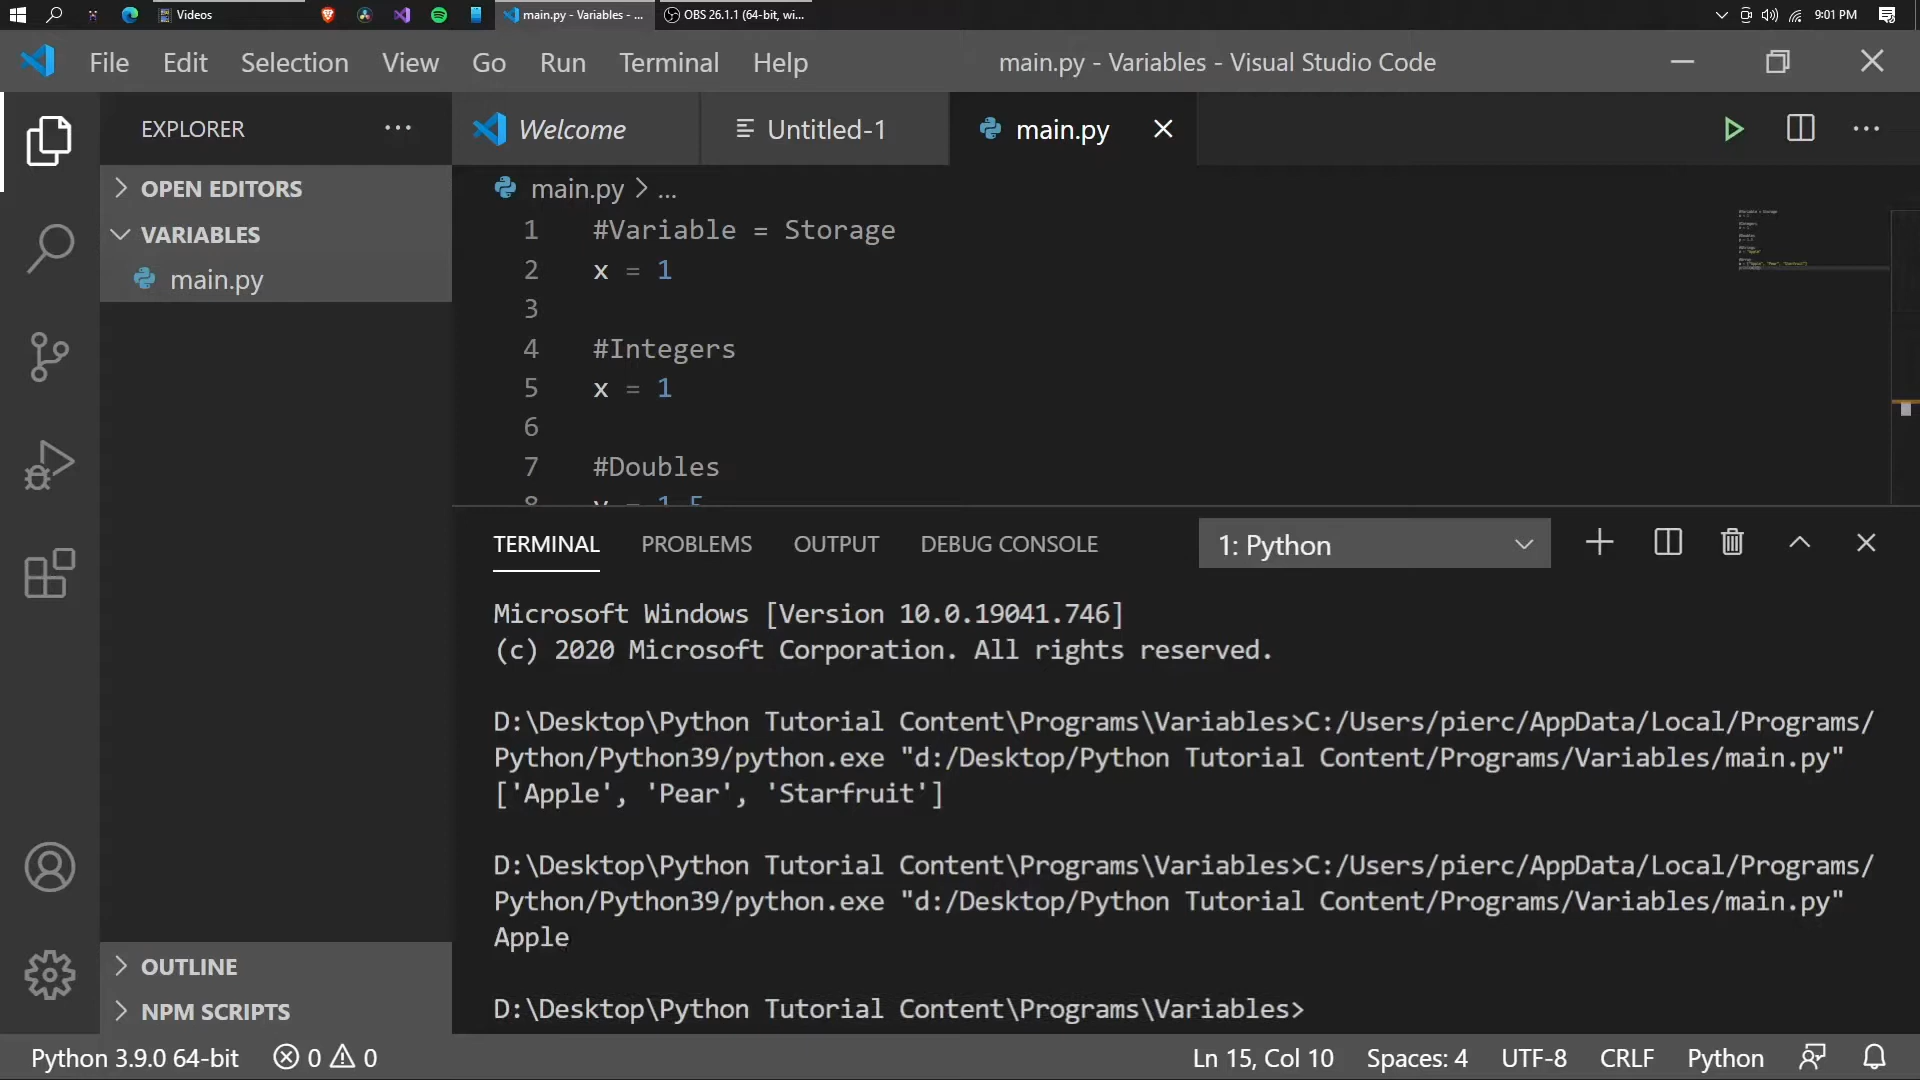 Videos
main.py - Variables - ...
OBS 26.1.1 (64-bit, wi...
9:01 PM
File Edit Selection View Go Run Terminal Help
main.py - Variables - Visual Studio Code
EXPLORER
Welcome
Untitled-1
main.py
OPEN EDITORS
VARIABLES
main.py
main.py > ...
1 #Variable = Storage
2 x = 1
3
4 #Integers
5 x = 1
6
7 #Doubles
8 y = 1.5
TERMINAL PROBLEMS OUTPUT DEBUG CONSOLE
1: Python
Microsoft Windows [Version 10.0.19041.746]
(c) 2020 Microsoft Corporation. All rights reserved.
D:\Desktop\Python Tutorial Content\Programs\Variables>C:/Users/pierc/AppData/Local/Programs/
Python/Python39/python.exe "d:/Desktop/Python Tutorial Content/Programs/Variables/main.py"
['Apple', 'Pear', 'Starfruit']
D:\Desktop\Python Tutorial Content\Programs\Variables>C:/Users/pierc/AppData/Local/Programs/
Python/Python39/python.exe "d:/Desktop/Python Tutorial Content/Programs/Variables/main.py"
Apple
D:\Desktop\Python Tutorial Content\Programs\Variables>
OUTLINE
NPM SCRIPTS
Python 3.9.0 64-bit
0
0
Ln 15, Col 10
Spaces: 4
UTF-8
CRLF
Python